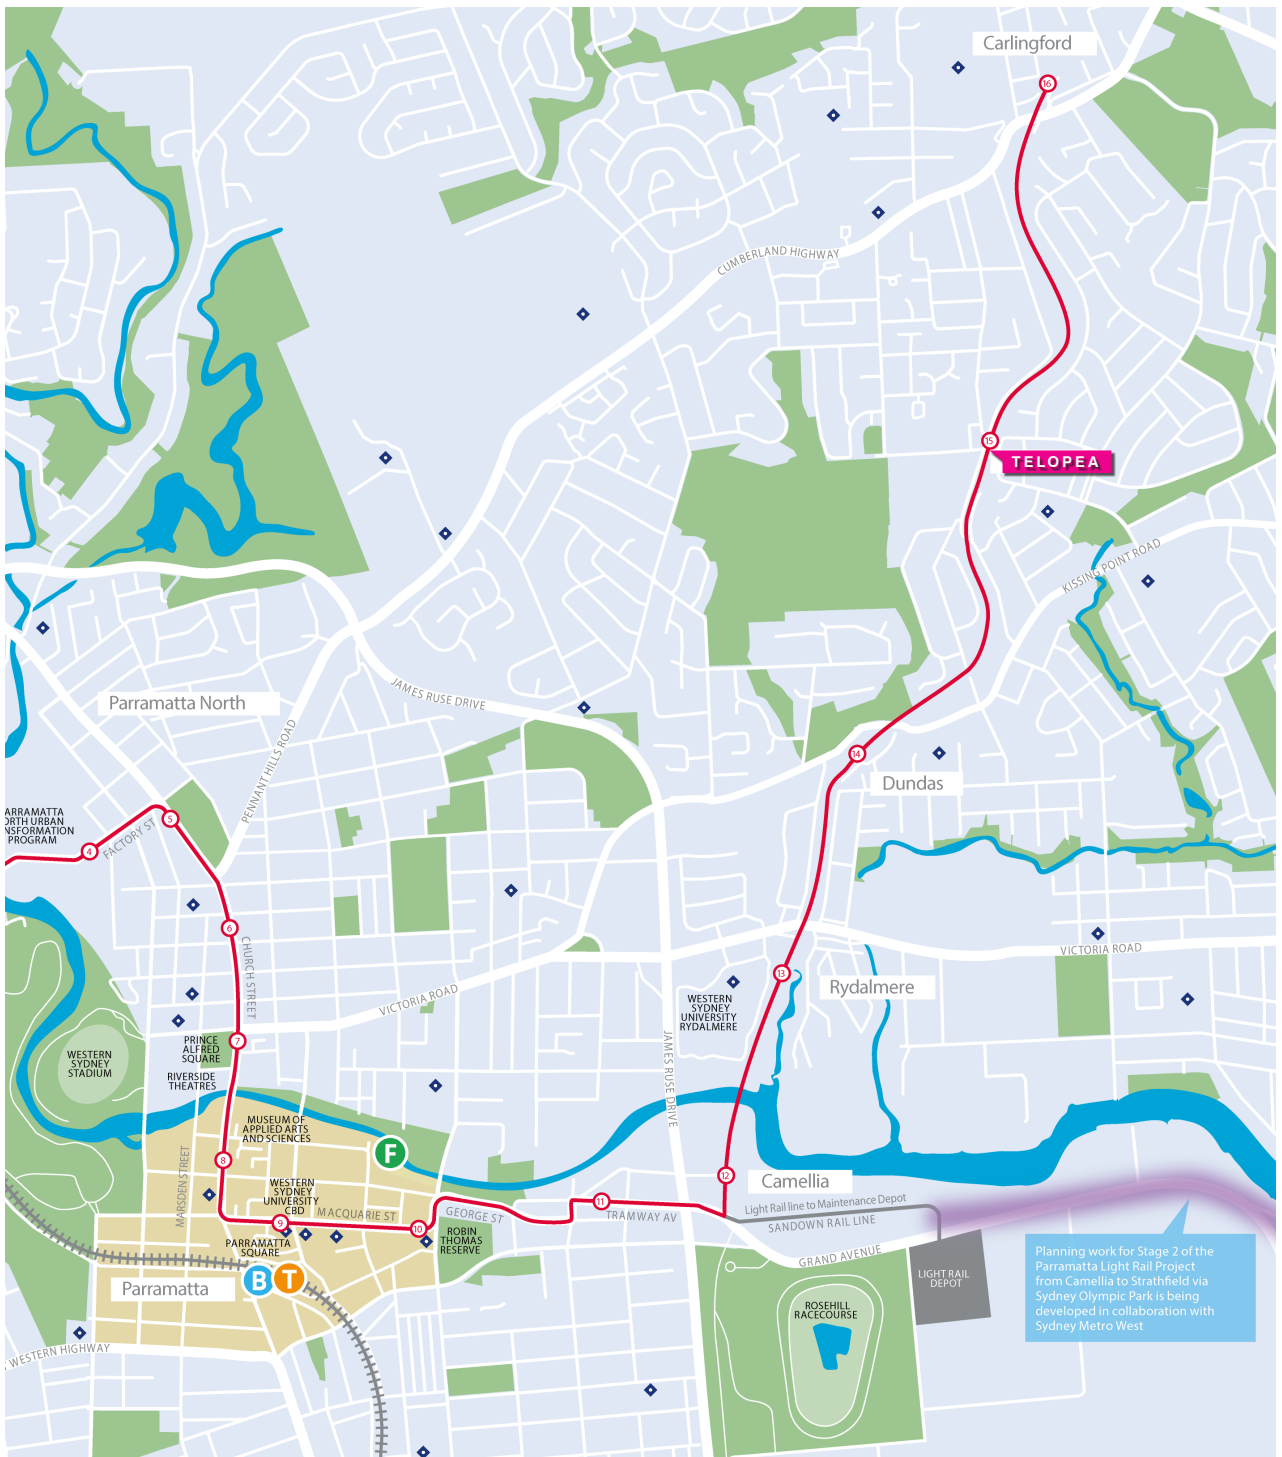 Carlingford
16
CUMBERLAND HIGHWAY
15
TELOPEA
KISSING POINT ROAD
JAMES RUSE DRIVE
Parramatta North
PENNANT HILLS ROAD
14
Dundas
ARRAMATTA
ORTH URBAN
NSFORMATION
PROGRAM
4
FACTORY ST
5
6
CHURCH STREET
VICTORIA ROAD
VICTORIA ROAD
13
Rydalmere
WESTERN
SYDNEY
UNIVERSITY
RYDALMERE
JAMES RUSE DRIVE
PRINCE
ALFRED
SQUARE
7
WESTERN
SYDNEY
STADIUM
RIVERSIDE
THEATRES
MUSEUM OF
APPLIED ARTS
AND SCIENCES
F
8
MARSDEN STREET
WESTERN
SYDNEY
UNIVERSITY
CBD
9
MACQUARIE ST
10
GEORGE ST
11
TRAMWAY AV
12
Camellia
Light Rail line to Maintenance Depot
SANDOWN RAIL LINE
GRAND AVENUE
PARRAMATTA
SQUARE
ROBIN
THOMAS
RESERVE
B
T
Parramatta
WESTERN HIGHWAY
LIGHT RAIL
DEPOT
ROSEHILL
RACECOURSE
Planning work for Stage 2 of the
Parramatta Light Rail Project
from Camellia to Strathfield via
Sydney Olympic Park is being
developed in collaboration with
Sydney Metro West